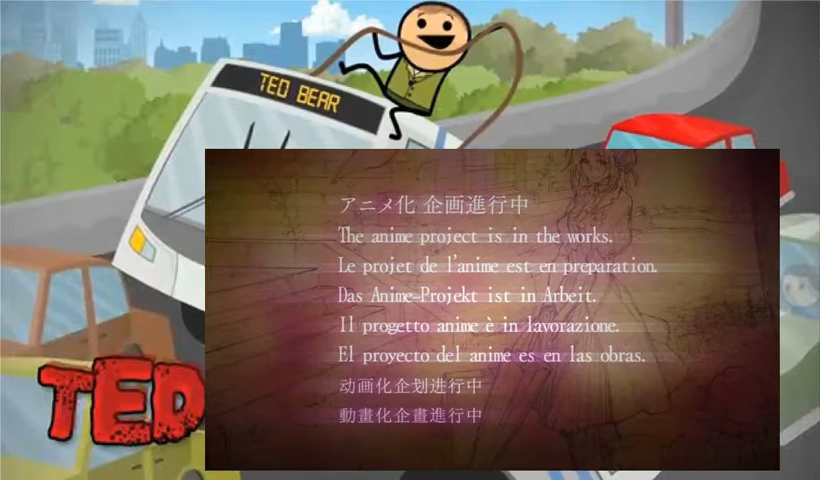 TED BEAR
アニメ化 企画進行中
The anime project is in the works.
Le projet de l'anime est en preparation.
Das Anime-Projekt ist in Arbeit.
Il progetto anime è in lavorazione.
El proyecto del anime es en las obras.
动画化企划进行中
動畫化企畫進行中
TED